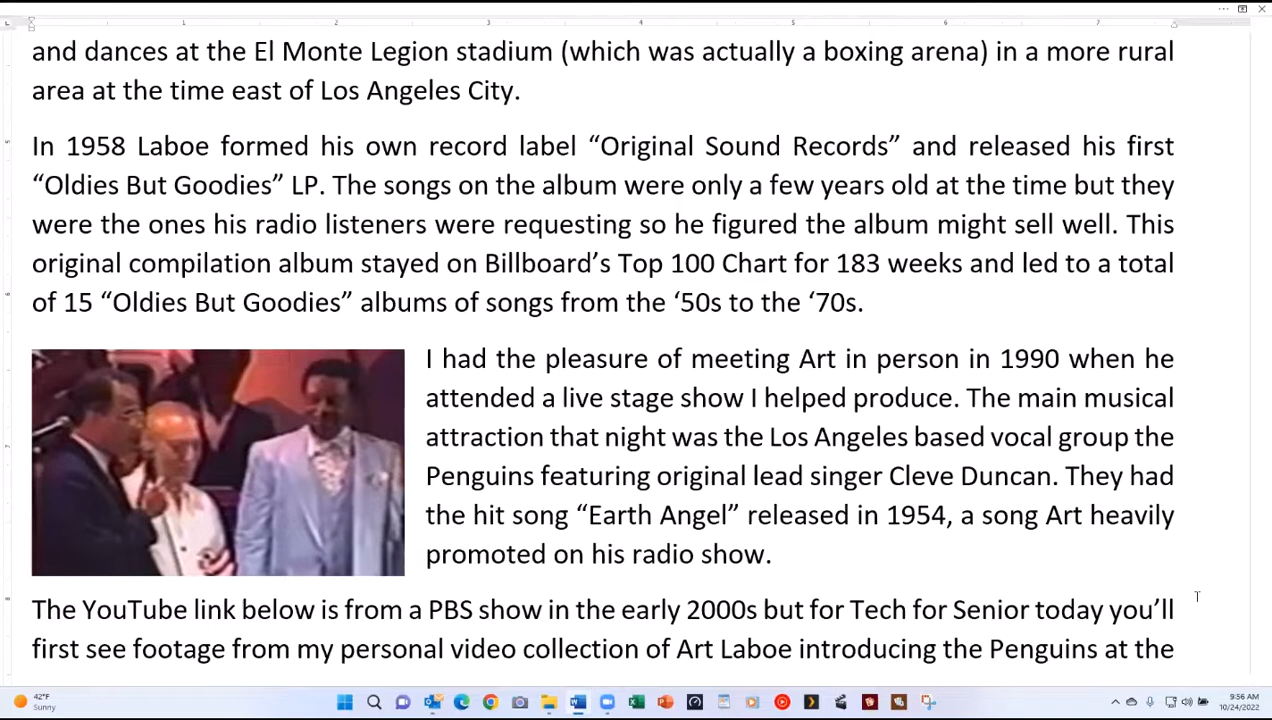 and dances at the El Monte Legion stadium (which was actually a boxing arena) in a more rural
area at the time east of Los Angeles City.
In 1958 Laboe formed his own record label “Original Sound Records” and released his first
“Oldies But Goodies” LP. The songs on the album were only a few years old at the time but they
were the ones his radio listeners were requesting so he figured the album might sell well. This
original compilation album stayed on Billboard’s Top 100 Chart for 183 weeks and led to a total
of 15 “Oldies But Goodies” albums of songs from the ‘50s to the ‘70s.
I had the pleasure of meeting Art in person in 1990 when he
attended a live stage show I helped produce. The main musical
attraction that night was the Los Angeles based vocal group the
Penguins featuring original lead singer Cleve Duncan. They had
the hit song “Earth Angel” released in 1954, a song Art heavily
promoted on his radio show.
The YouTube link below is from a PBS show in the early 2000s but for Tech for Senior today you’ll
first see footage from my personal video collection of Art Laboe introducing the Penguins at the
42°F
Sunny
9:56 AM
10/24/2022